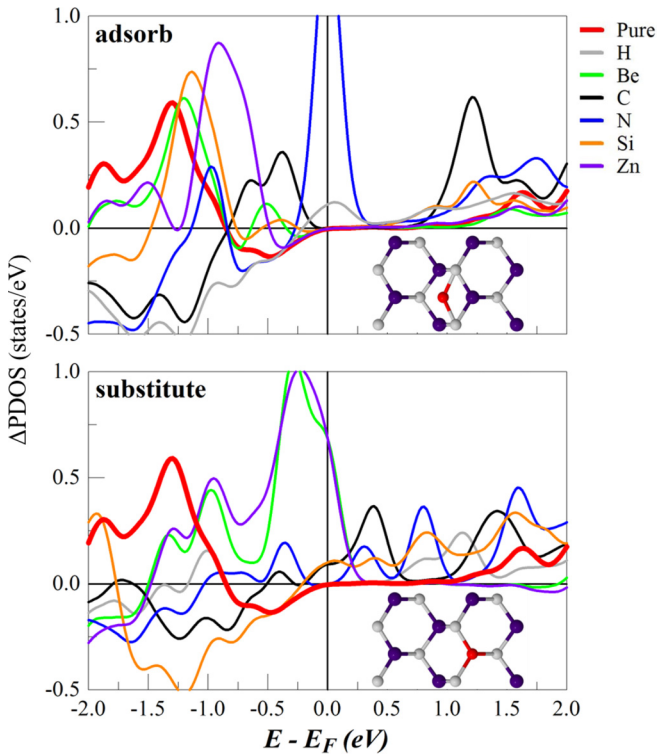 adsorb
1.0
0.5
0.0
-0.5
Pure
H
Be
C
N
Si
Zn
ΔPDOS (states/eV)
substitute
1.0
0.5
0.0
-0.5
-2.0 -1.5 -1.0 -0.5 0.0 0.5 1.0 1.5 2.0
E - E_F (eV)